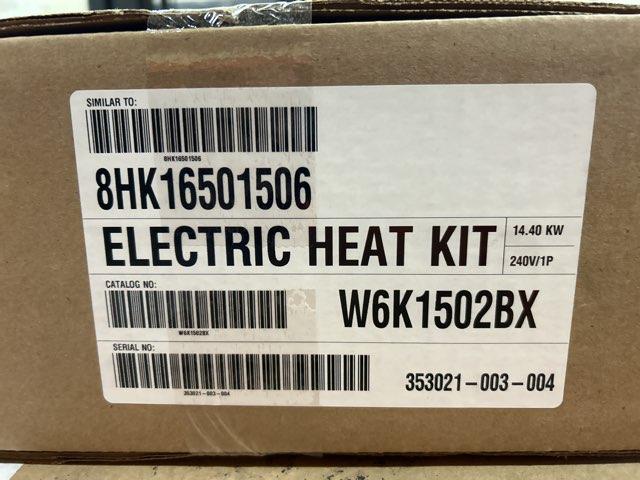 SIMILAR TO:
8HK16501506
8HK16501506
ELECTRIC HEAT KIT
14.40 KW
240V/1P
CATALOG NO:
W6K1502BX
W6K1502BX
SERIAL NO:
353021-003-004
353021-003-004